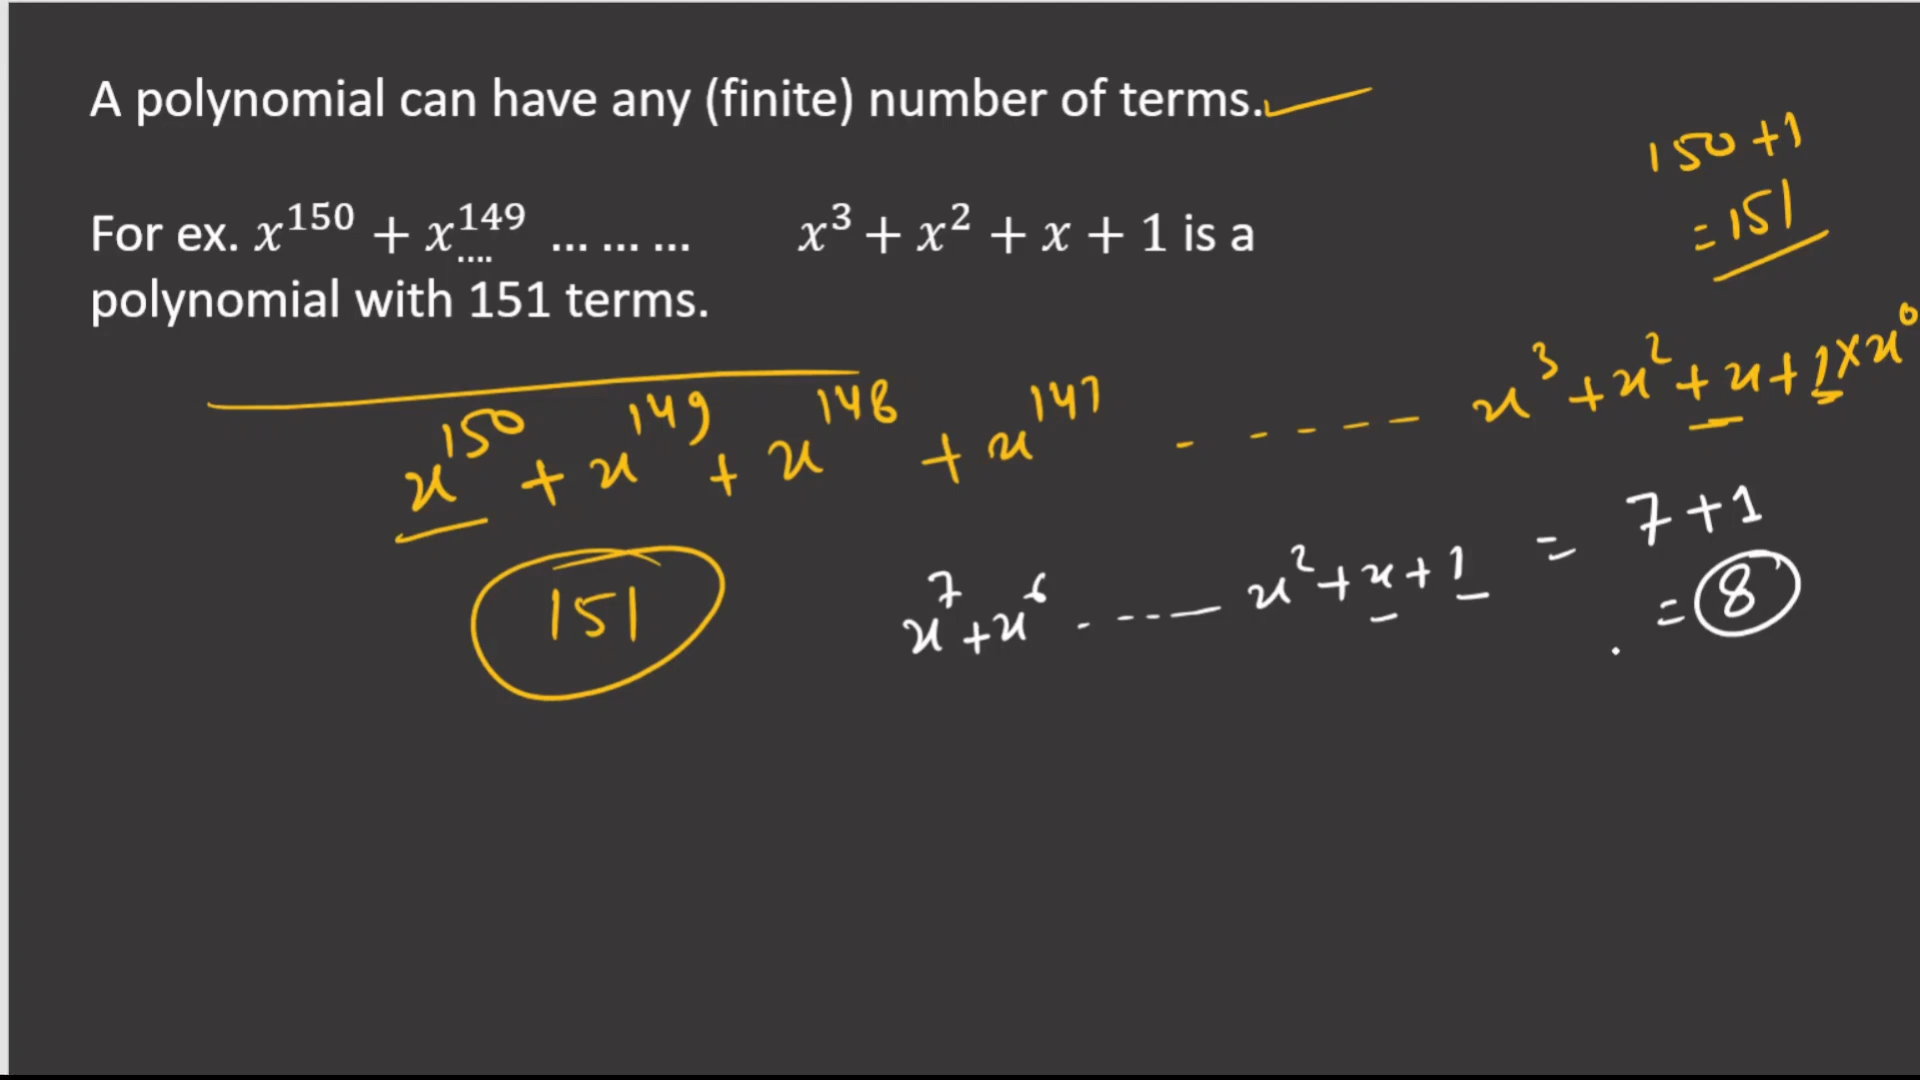 A polynomial can have any (finite) number of terms.
For ex. x¹⁵⁰ + x¹⁴⁹ .... ... ... ... x³ + x² + x + 1 is a
polynomial with 151 terms.
150 + 1
= 151
x¹⁵⁰ + x¹⁴⁹ + x¹⁴⁸ + x¹⁴⁷ - - - - - x³ + x² + x + 1 × x⁰
151
x⁷ + x⁶ - - - - - x² + x + 1 = 7 + 1
= 8